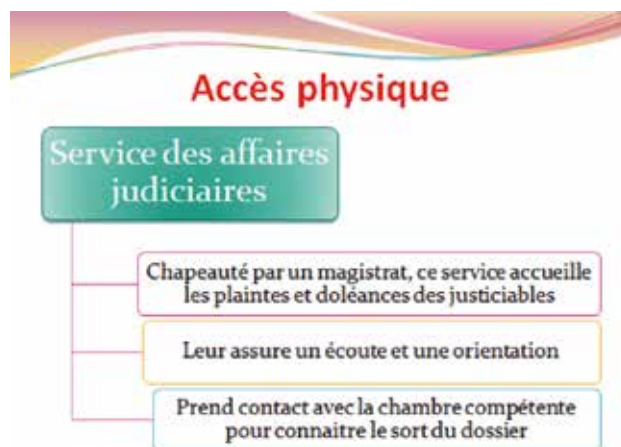 Accès physique
Service des affaires
judiciaires
Chapeauté par un magistrat, ce service accueille
les plaintes et doléances des justiciables
Leur assure un écoute et une orientation
Prend contact avec la chambre compétente
pour connaitre le sort du dossier